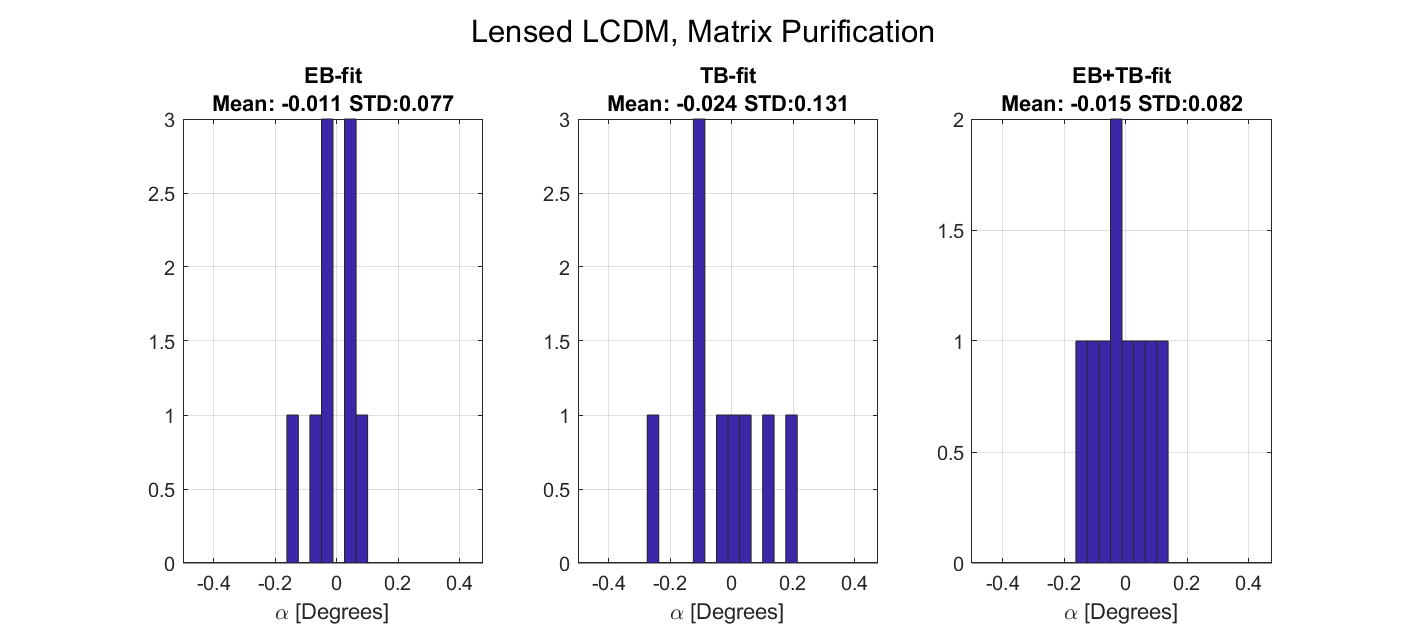 Lensed LCDM, Matrix Purification
EB-fit
Mean: -0.011 STD:0.077
3
2.5
2
1.5
1
0.5
0
-0.4 -0.2 0 0.2 0.4
α [Degrees]
TB-fit
Mean: -0.024 STD:0.131
3
2.5
2
1.5
1
0.5
0
-0.4 -0.2 0 0.2 0.4
α [Degrees]
EB+TB-fit
Mean: -0.015 STD:0.082
2
1.5
1
0.5
0
-0.4 -0.2 0 0.2 0.4
α [Degrees]